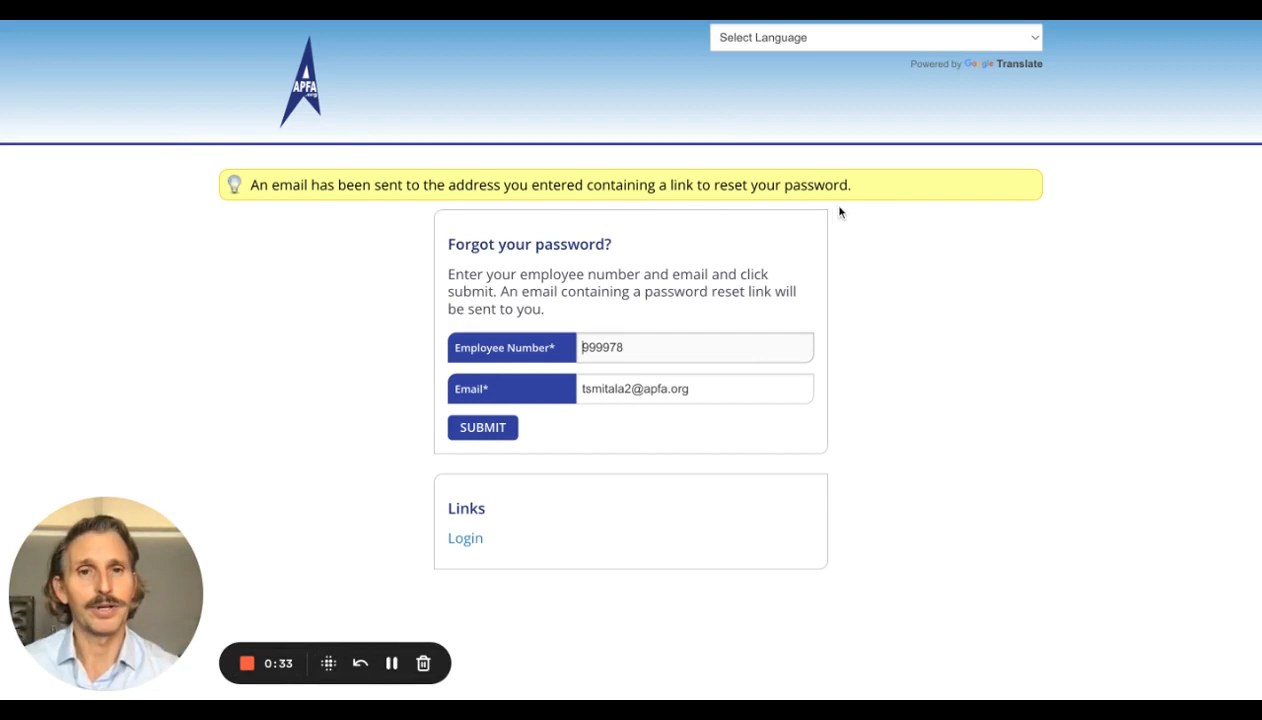 Select Language
Powered by Google Translate
APFA
.org
An email has been sent to the address you entered containing a link to reset your password.
Forgot your password?
Enter your employee number and email and click
submit. An email containing a password reset link will
be sent to you.
Employee Number* 999978
Email* tsmitala2@apfa.org
SUBMIT
Links
Login
0:33